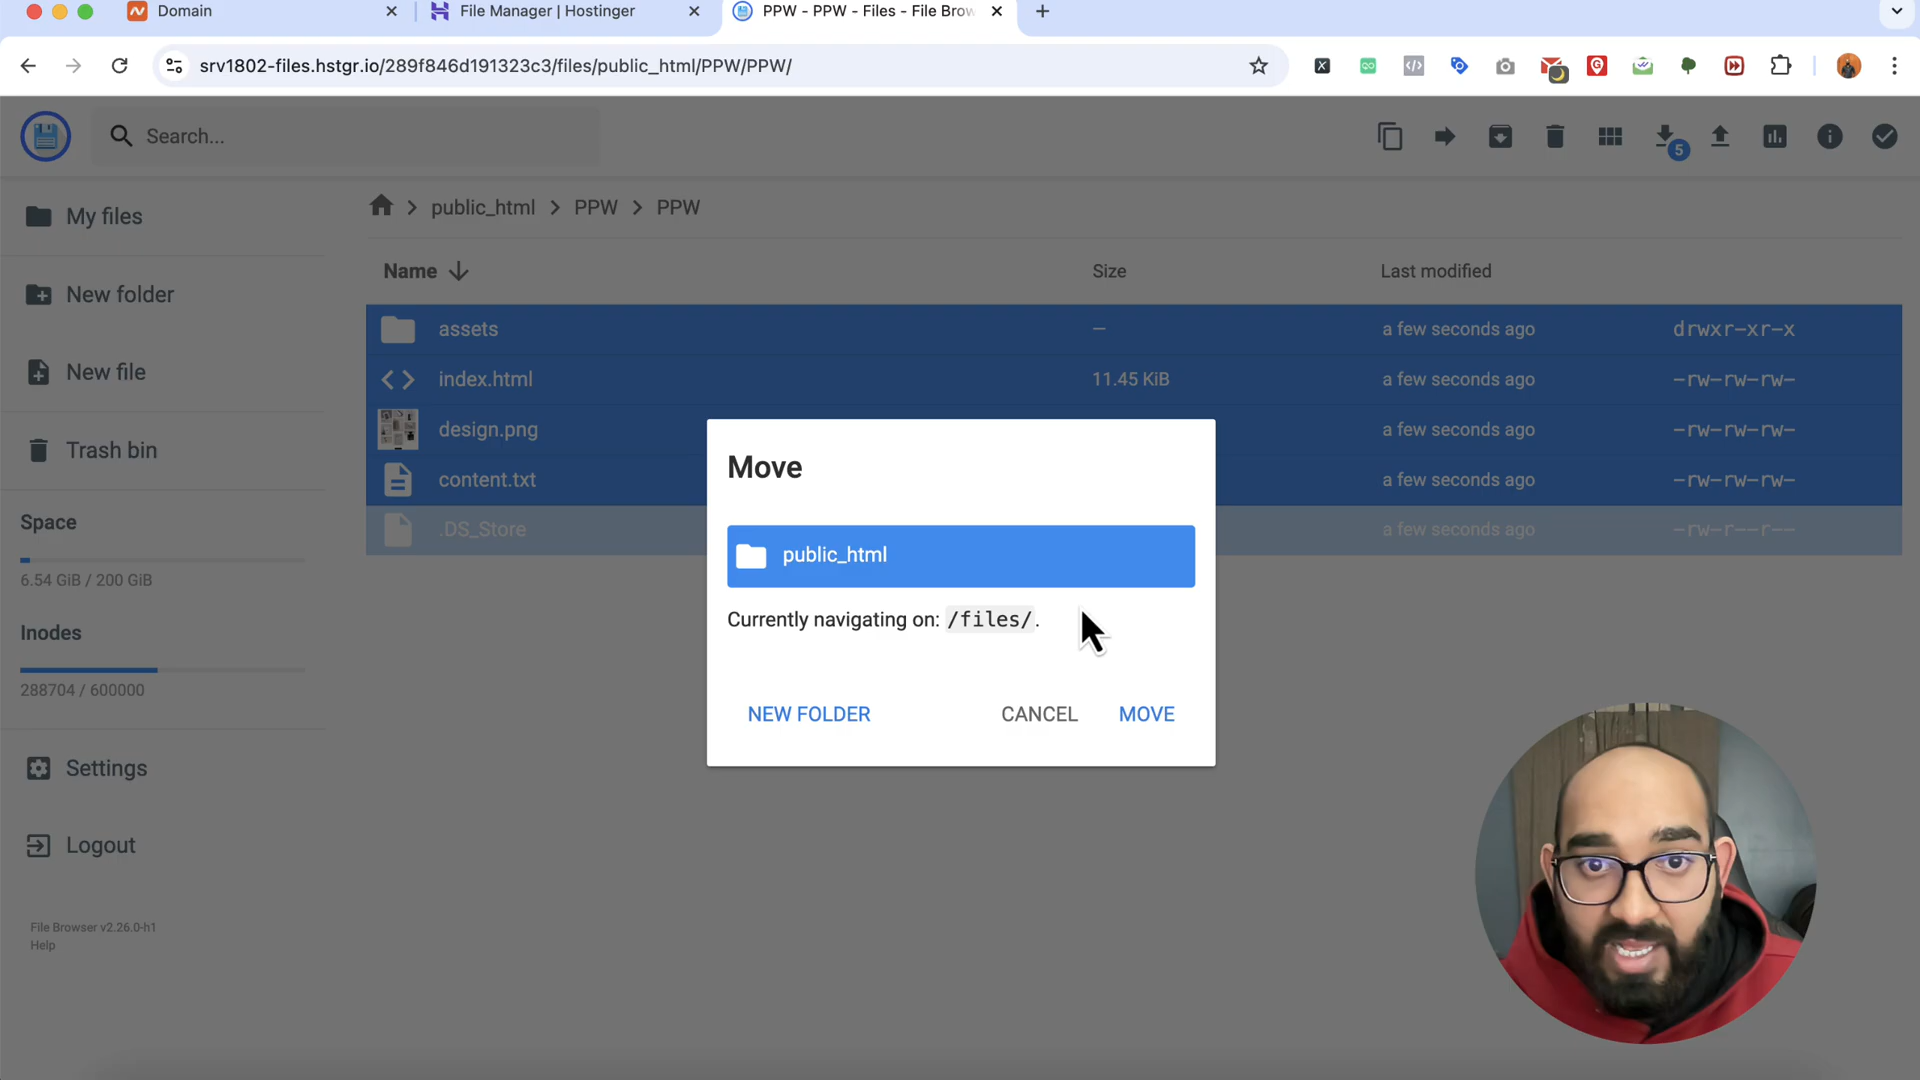 Domain
File Manager | Hostinger
PPW - PPW - Files - File Brow
srv1802-files.hstgr.io/289f846d191323c3/files/public_html/PPW/PPW/
Search...
5
My files
New folder
New file
Trash bin
Space
6.54 GiB / 200 GiB
Inodes
288704 / 600000
Settings
Logout
File Browser v2.26.0-h1
Help
public_html > PPW > PPW
Name Size Last modified
assets — a few seconds ago drwxr-xr-x
index.html 11.45 KiB a few seconds ago -rw-rw-rw-
design.png a few seconds ago -rw-rw-rw-
content.txt a few seconds ago -rw-rw-rw-
.DS_Store a few seconds ago -rw-r--r--
Move
public_html
Currently navigating on: /files/.
NEW FOLDER CANCEL MOVE